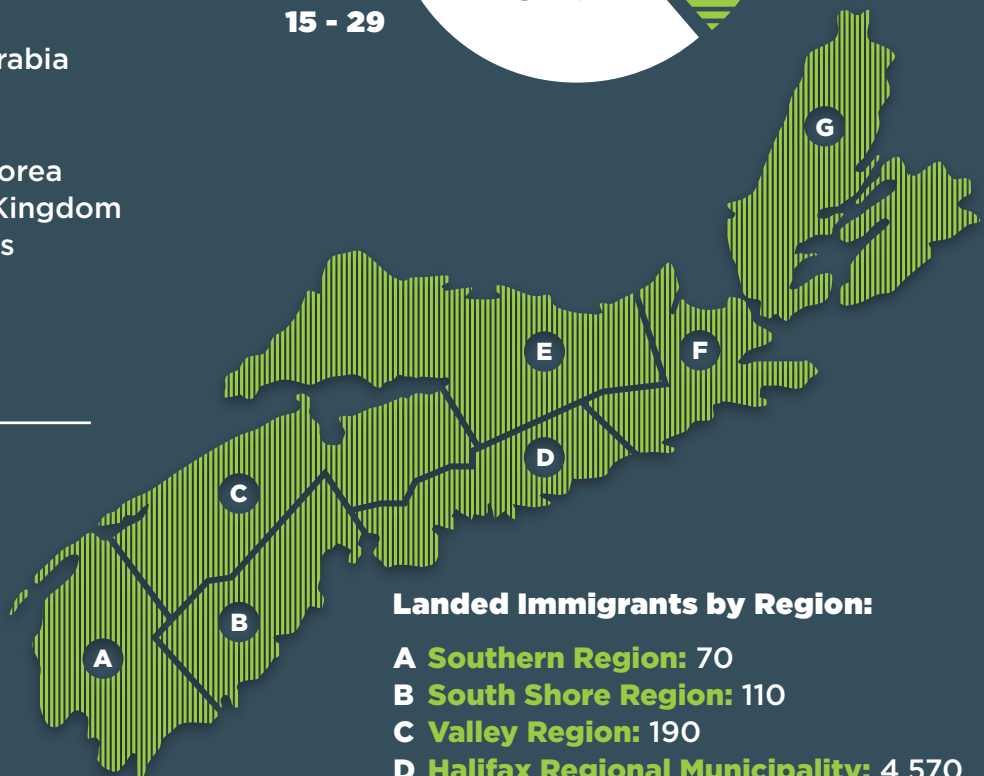 15 - 29
rabia
orea
Kingdom
s
G
E
F
D
C
B
A
Landed Immigrants by Region:
A Southern Region: 70
B South Shore Region: 110
C Valley Region: 190
D Halifax Regional Municipality: 4,570